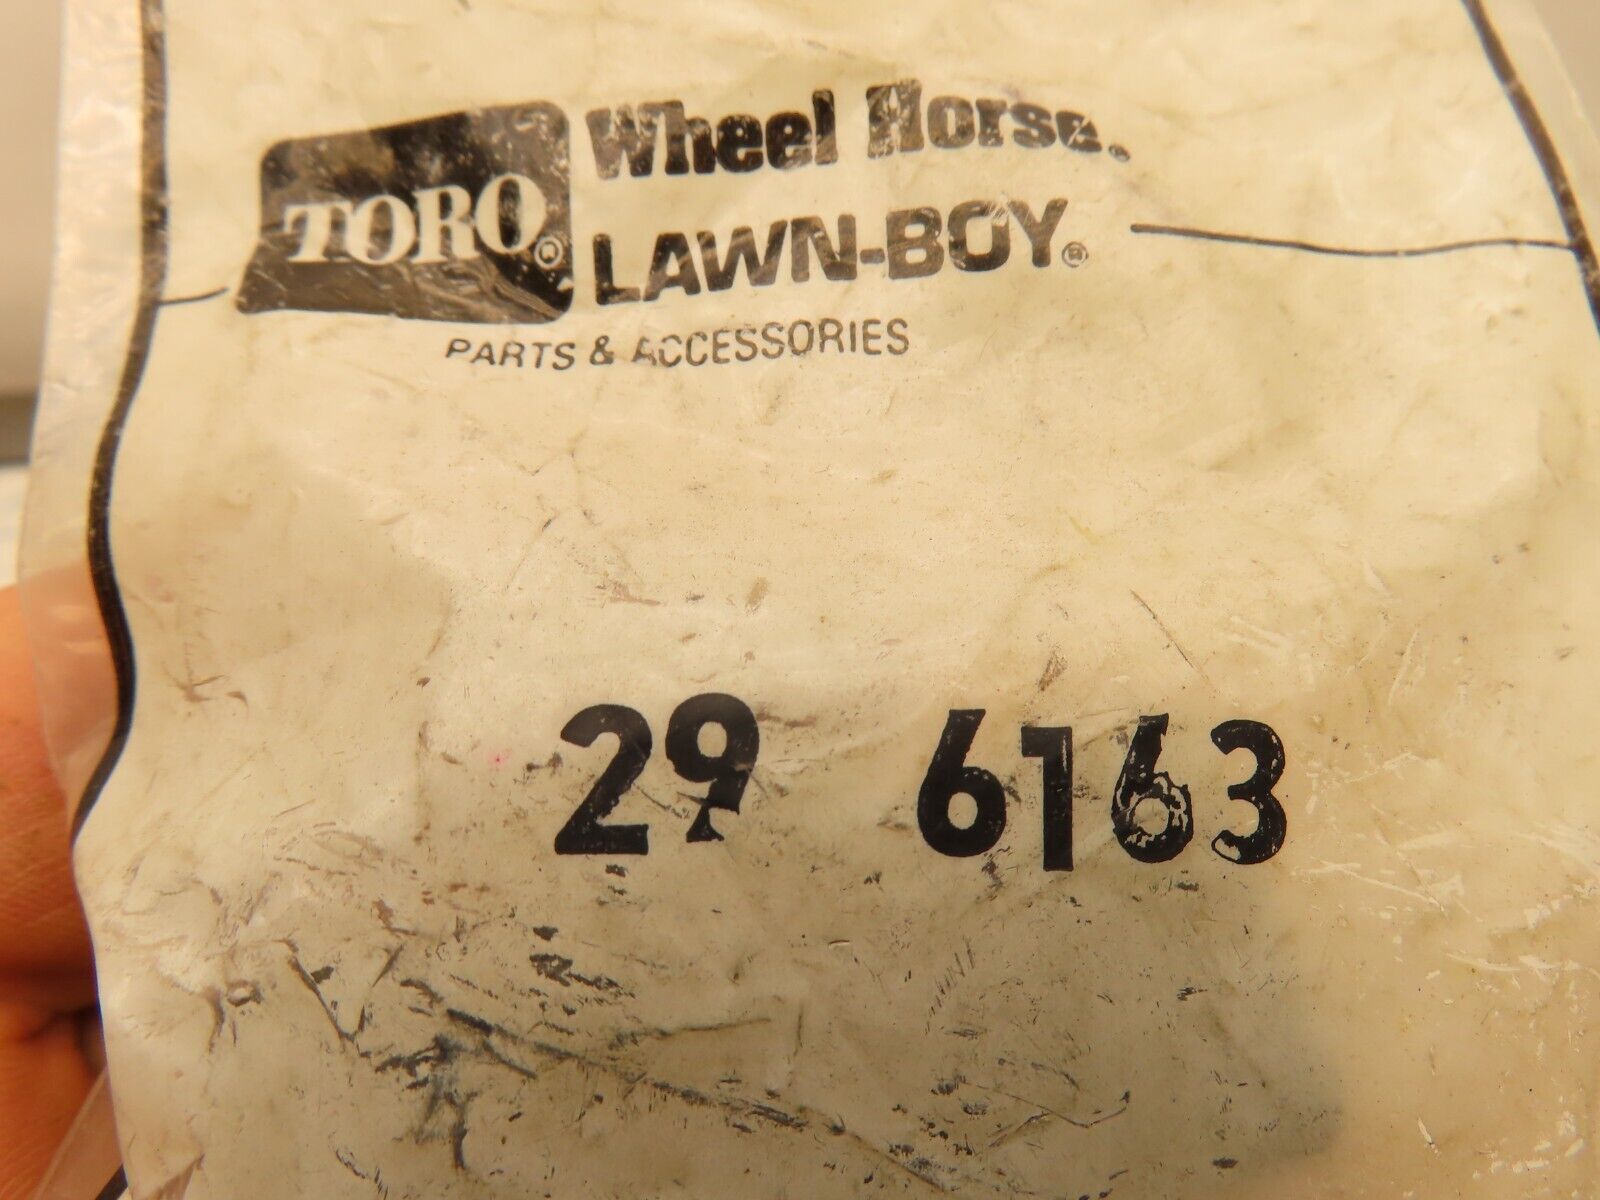 Wheel Horse®
TORO®
LAWN-BOY®
PARTS & ACCESSORIES
29 6163